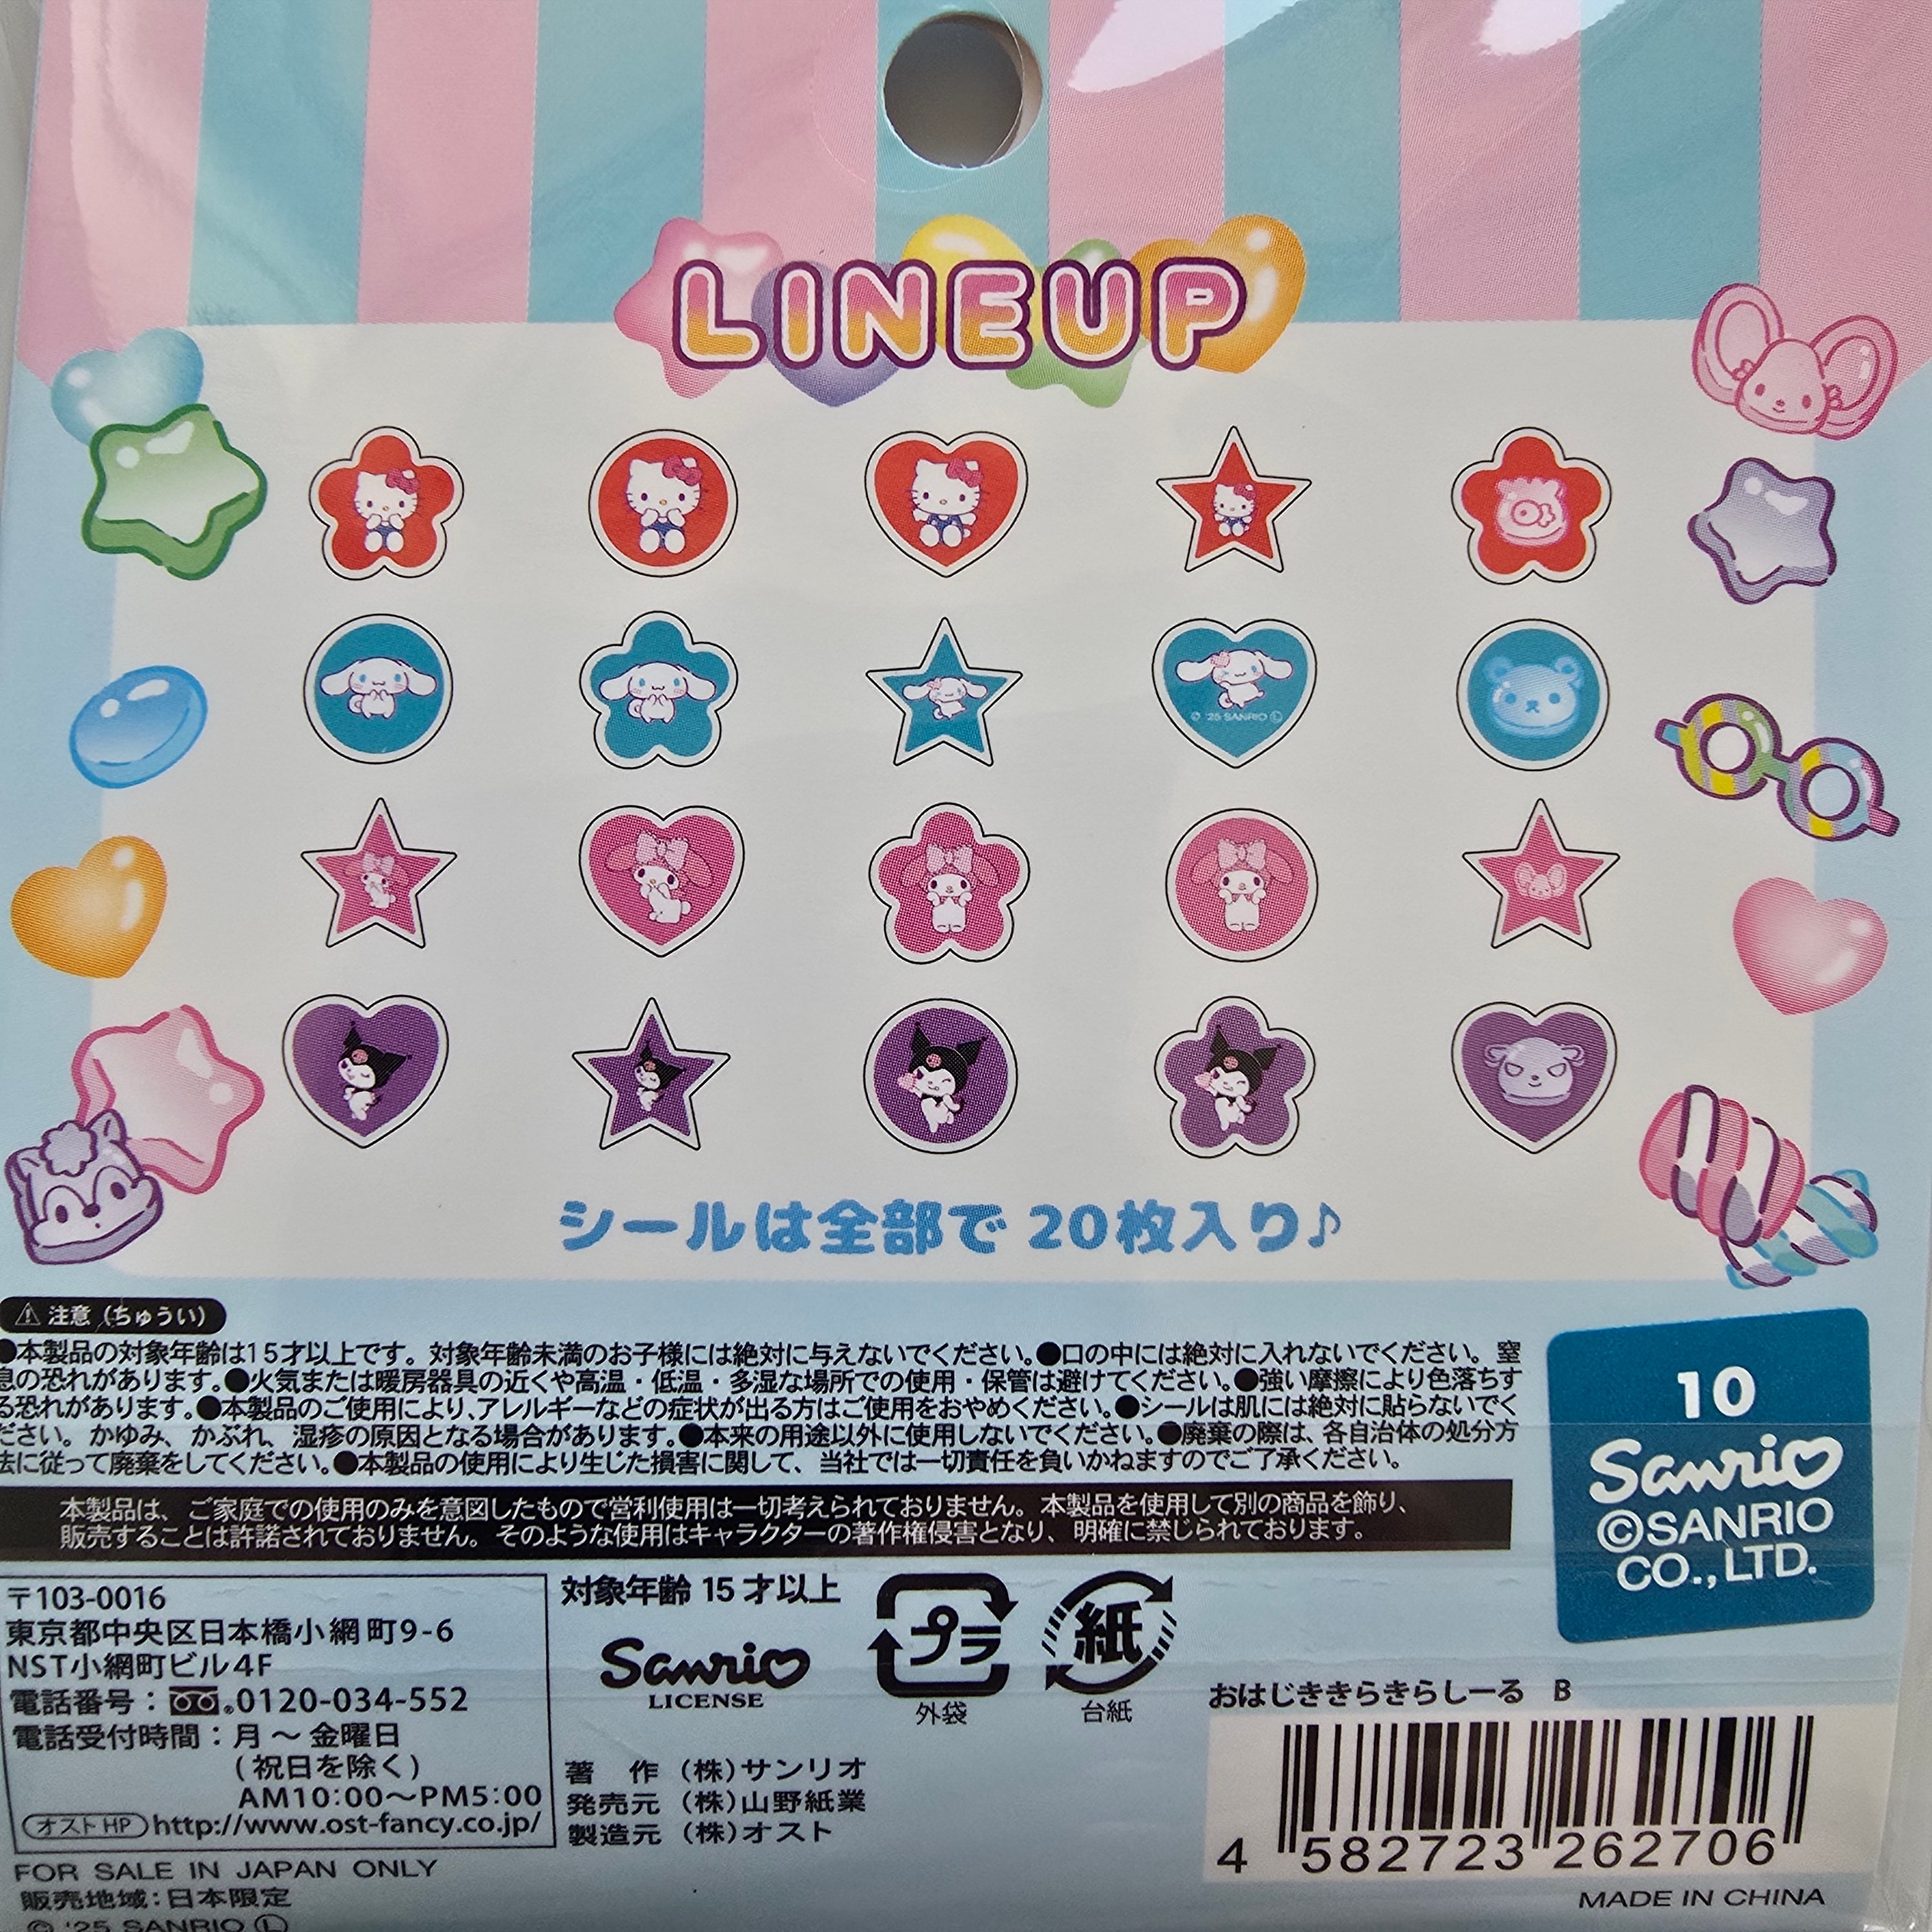 LINEUP
© '25 SANRIO Ⓛ
シールは全部で20枚入り♪
⚠ 注意（ちゅうい）
●本製品の対象年齢は15才以上です。対象年齢未満のお子様には絶対に与えないでください。●口の中には絶対に入れないでください。窒
息の恐れがあります。●火気または暖房器具の近くや高温・低温・多湿な場所での使用・保管は避けてください。●強い摩擦により色落ちす
る恐れがあります。●本製品のご使用により、アレルギーなどの症状が出る方はご使用をおやめください。●シールは肌には絶対に貼らないでく
ださい。かゆみ、かぶれ、湿疹の原因となる場合があります。●本来の用途以外に使用しないでください。●廃棄の際は、各自治体の処分方
法に従って廃棄をしてください。●本製品の使用により生じた損害に関して、当社では一切責任を負いかねますのでご了承ください。
本製品は、ご家庭での使用のみを意図したもので営利使用は一切考えられておりません。本製品を使用して別の商品を飾り、
販売することは許諾されておりません。そのような使用はキャラクターの著作権侵害となり、明確に禁じられております。
10
Sanrio
©SANRIO
CO.,LTD.
〒103-0016
東京都中央区日本橋小網町9-6
NST小網町ビル4F
電話番号：0120-034-552
電話受付時間：月～金曜日
(祝日を除く)
AM10:00～PM5:00
オストHP http://www.ost-fancy.co.jp/
FOR SALE IN JAPAN ONLY
販売地域：日本限定
© '25 SANRIO Ⓛ
対象年齢 15才以上
Sanrio
LICENSE
プラ
外袋
紙
台紙
著　作（株）サンリオ
発売元（株）山野紙業
製造元（株）オスト
おはじききらきらしーる　B
4 582723 262706
MADE IN CHINA